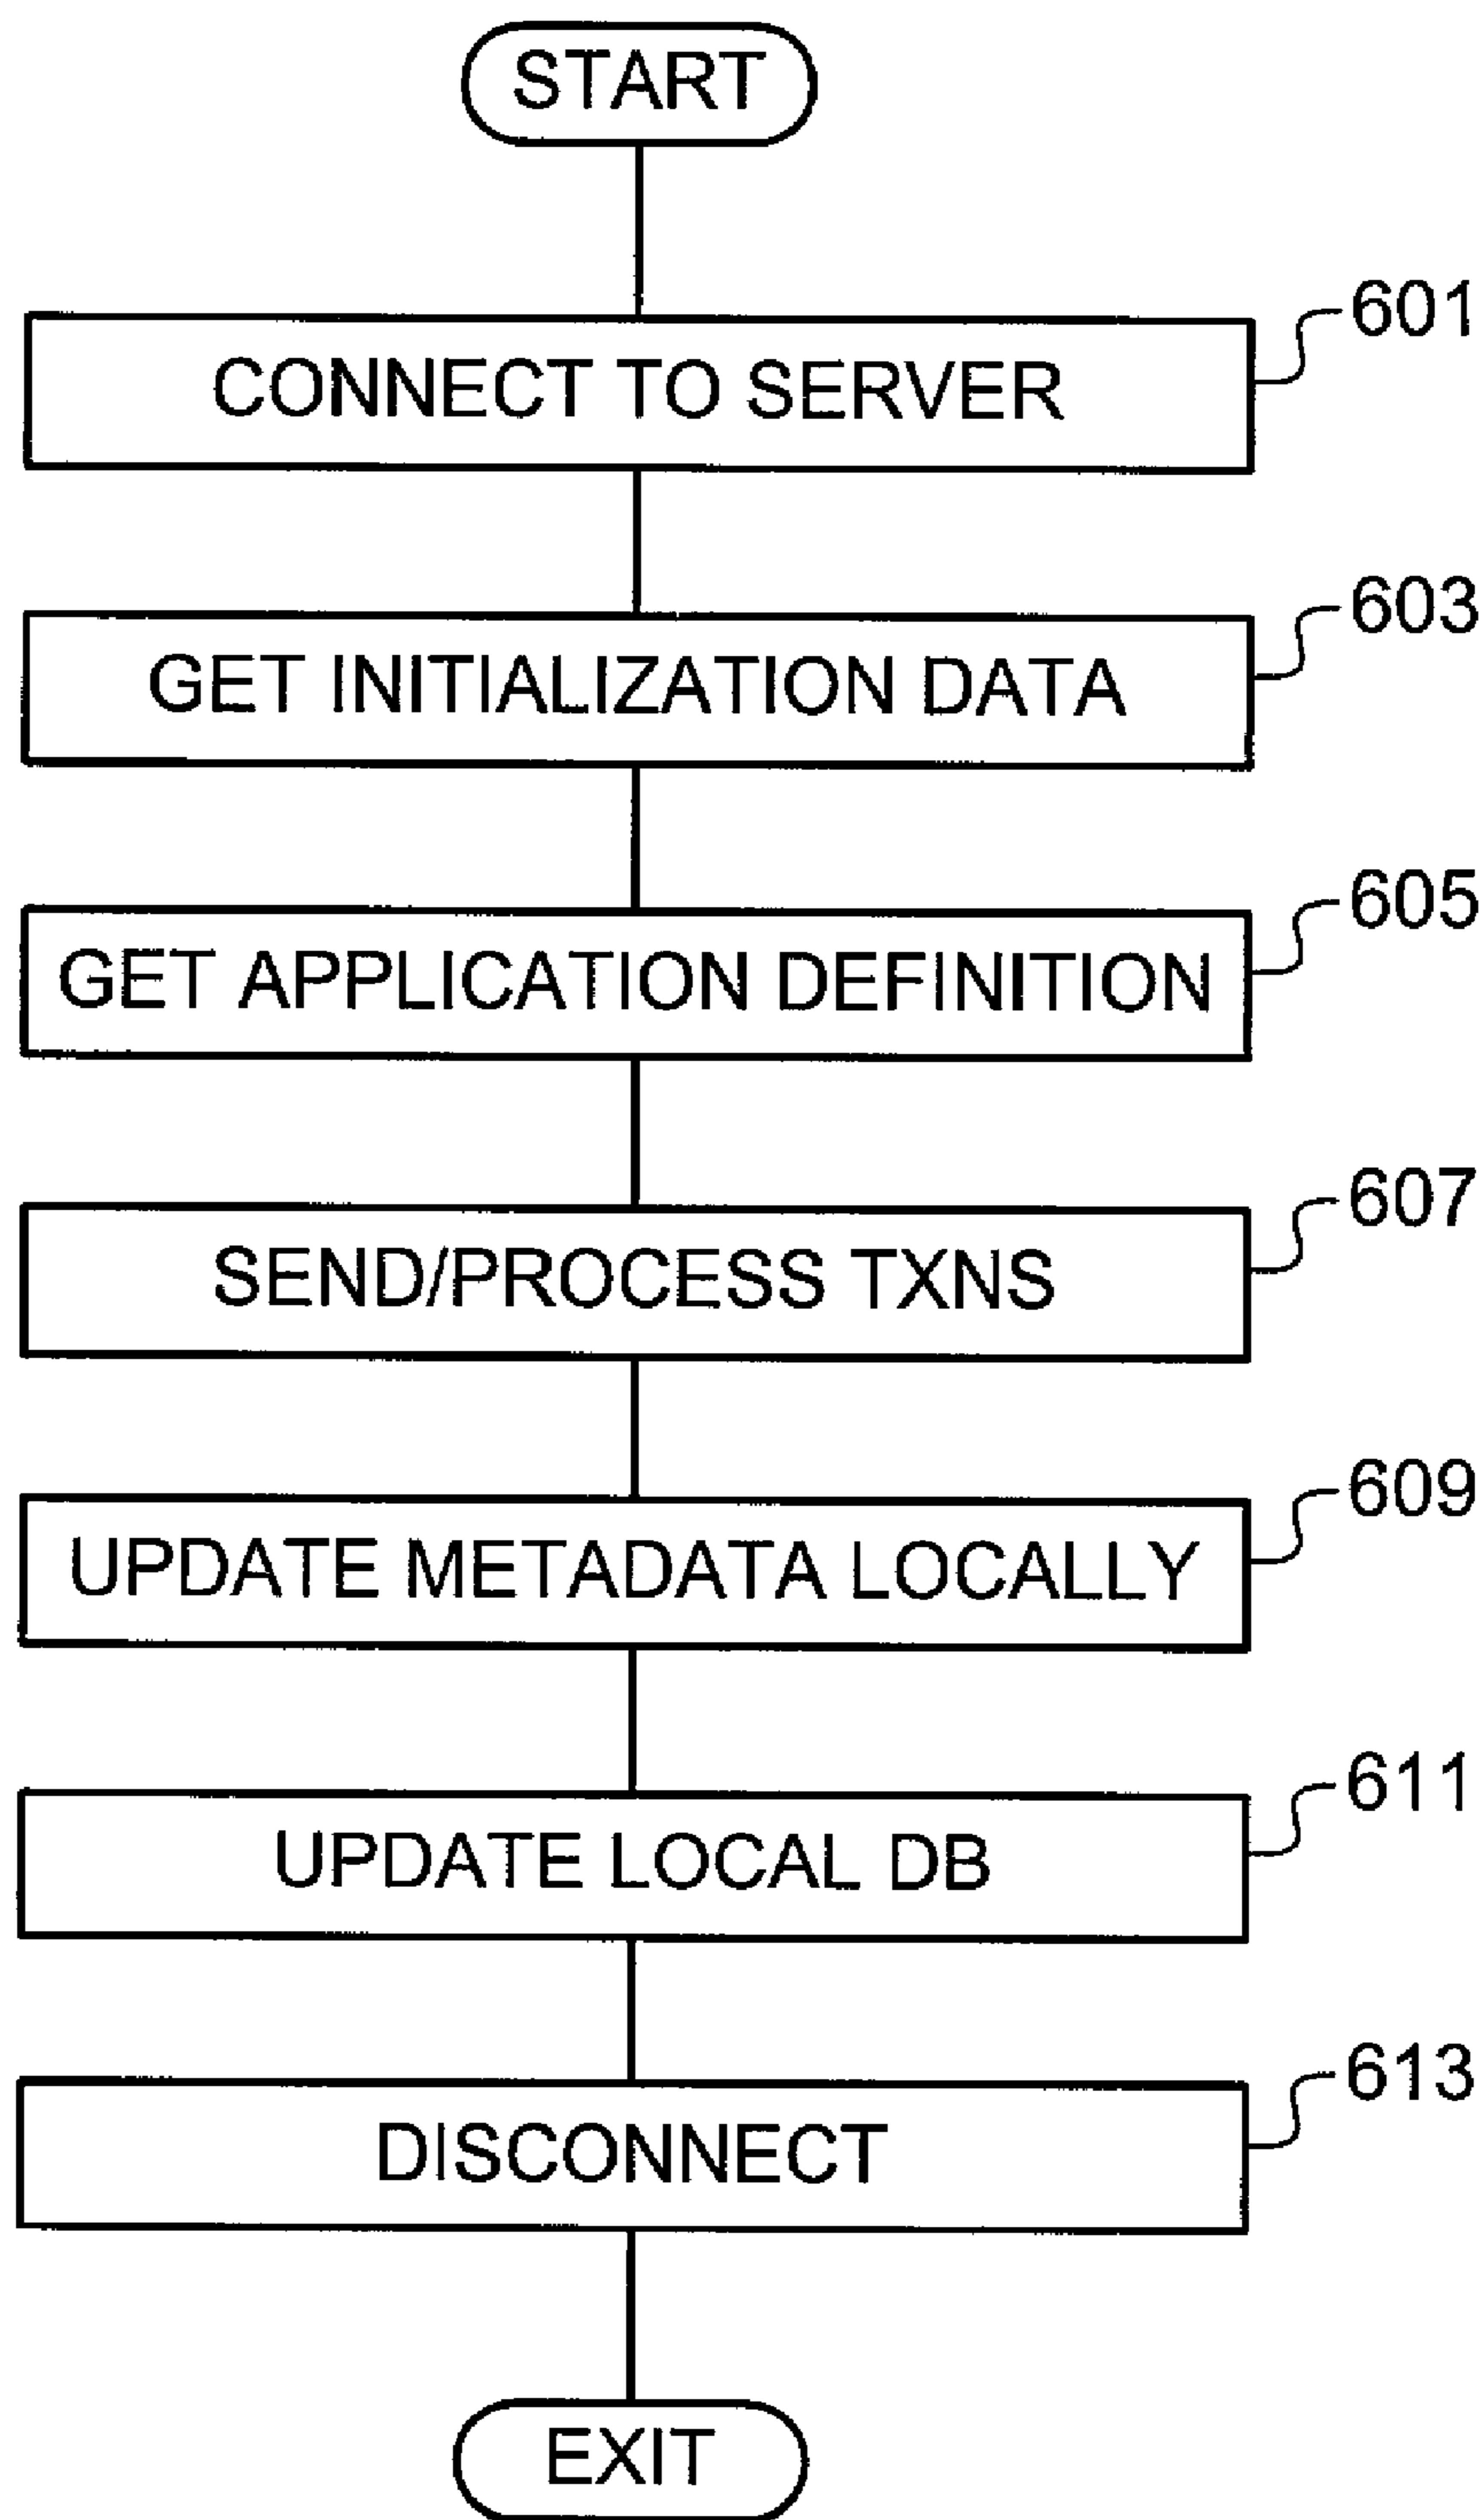 START
CONNECT TO SERVER
601
GET INITIALIZATION DATA
603
GET APPLICATION DEFINITION
605
SEND/PROCESS TXNS
607
UPDATE METADATA LOCALLY
609
UPDATE LOCAL DB
611
DISCONNECT
613
EXIT